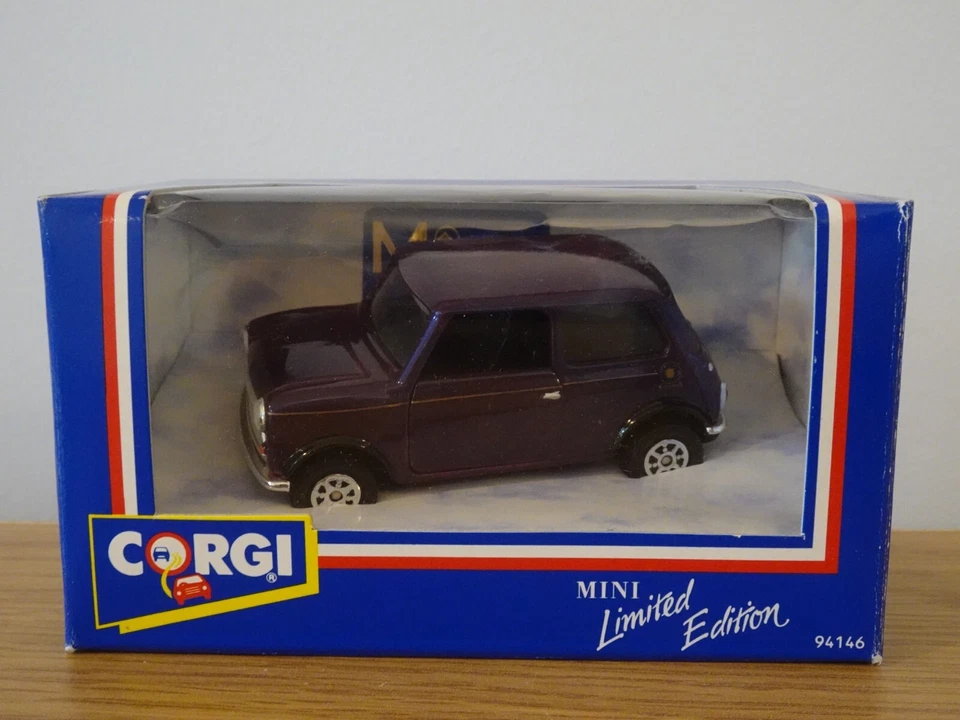 CORGI®
MINI
Limited
Edition
94146